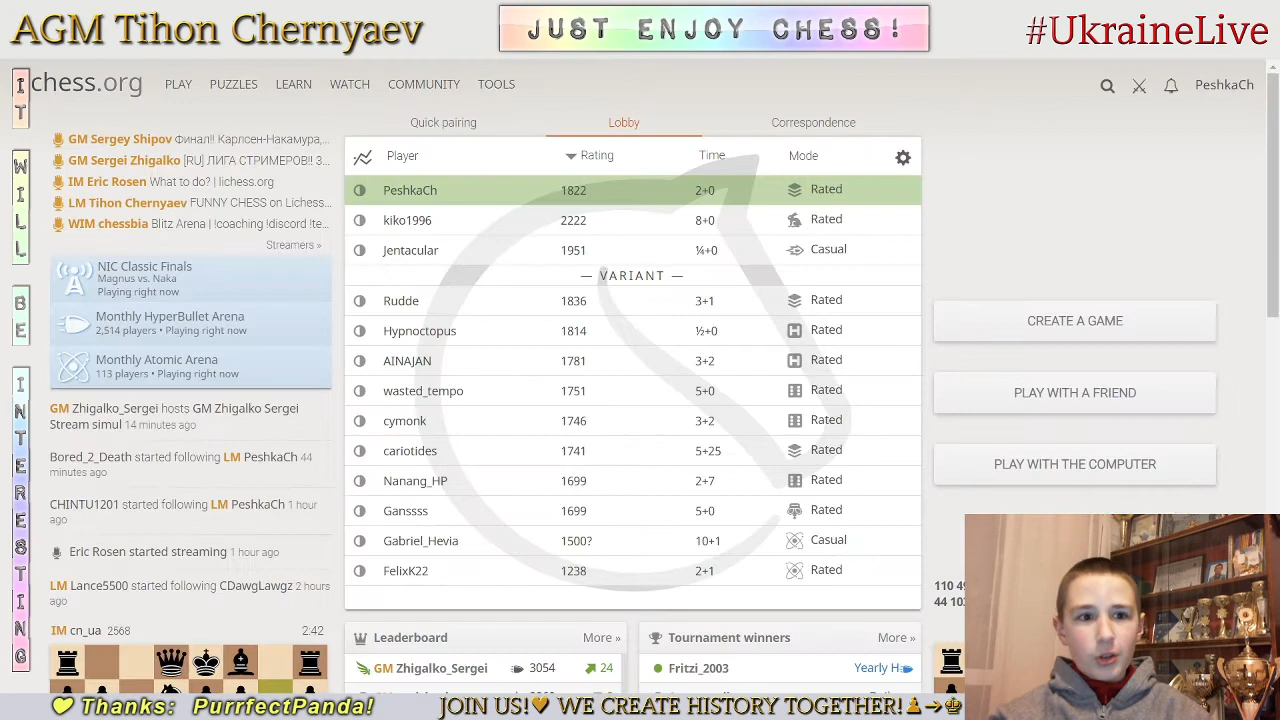 AGM Tihon Chernyaev
JUST ENJOY CHESS!
#UkraineLive
IT WILL BE INTERESTING
lichess.org PLAY PUZZLES LEARN WATCH COMMUNITY TOOLS PeshkaCh
GM Sergey Shipov Финал!! Карлсен-Накамура,...
GM Sergei Zhigalko [RU] ЛИГА СТРИМЕРОВ!! 3...
IM Eric Rosen What to do? | lichess.org
LM Tihon Chernyaev FUNNY CHESS on Lichess...
WIM chessbia Blitz Arena | !coaching !discord !te...
Streamers »
NIC Classic Finals
Magnus vs. Naka
Playing right now
Monthly HyperBullet Arena
2,514 players • Playing right now
Monthly Atomic Arena
113 players • Playing right now
GM Zhigalko_Sergei hosts GM Zhigalko Sergei
Stream simul 14 minutes ago
Bored_2_Death started following LM PeshkaCh 44
minutes ago
CHINTU1201 started following LM PeshkaCh 1 hour
ago
Eric Rosen started streaming 1 hour ago
LM Lance5500 started following CDawgLawgz 2 hours
ago
IM cn_ua 2568 2:42
Quick pairing Lobby Correspondence
Player Rating Time Mode
PeshkaCh 1822 2+0 Rated
kiko1996 2222 8+0 Rated
Jentacular 1951 ¼+0 Casual
— VARIANT —
Rudde 1836 3+1 Rated
Hypnoctopus 1814 ½+0 Rated
AINAJAN 1781 3+2 Rated
wasted_tempo 1751 5+0 Rated
cymonk 1746 3+2 Rated
cariotides 1741 5+25 Rated
Nanang_HP 1699 2+7 Rated
Ganssss 1699 5+0 Rated
Gabriel_Hevia 1500? 10+1 Casual
FelixK22 1238 2+1 Rated
CREATE A GAME
PLAY WITH A FRIEND
PLAY WITH THE COMPUTER
Leaderboard More »
GM Zhigalko_Sergei 3054 24
Tournament winners More »
Fritzi_2003 Yearly H
Thanks: PurrfectPanda!
JOIN US! WE CREATE HISTORY TOGETHER!